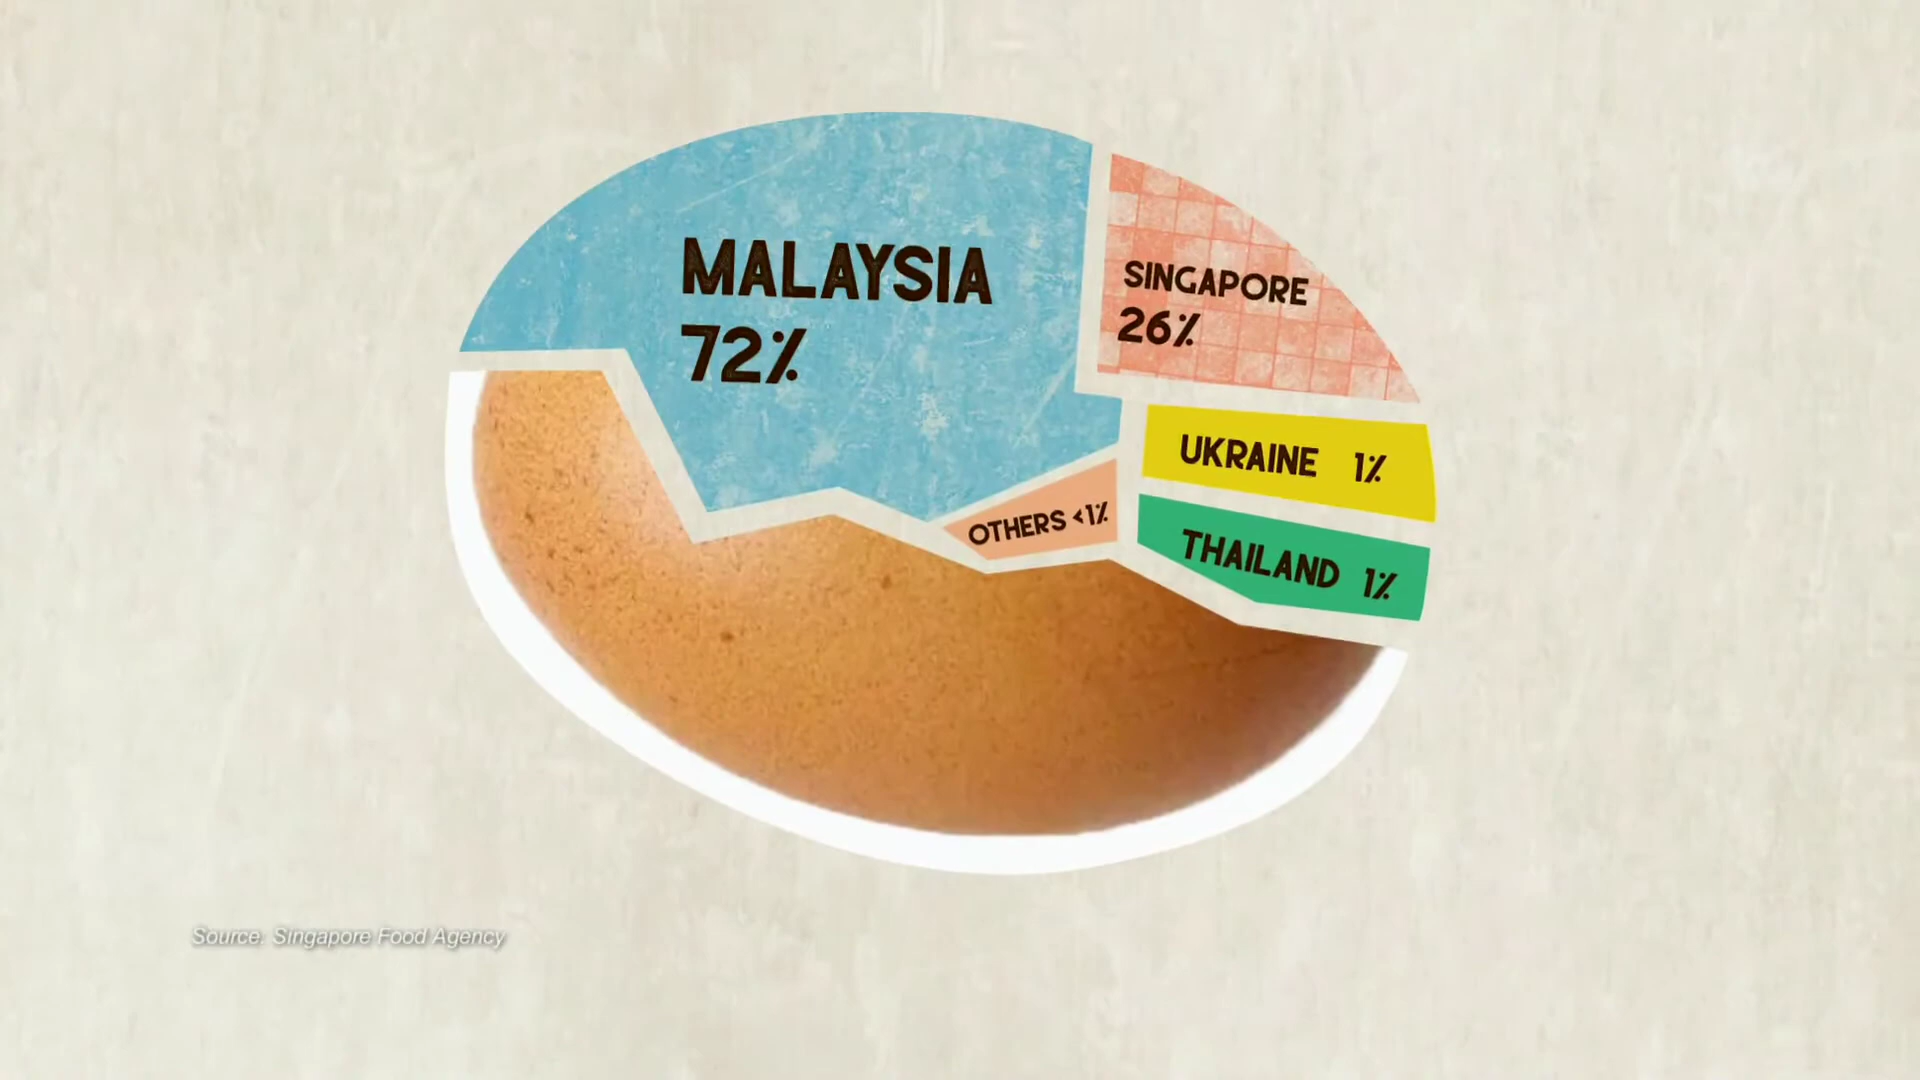 MALAYSIA
72%
SINGAPORE
26%
UKRAINE 1%
OTHERS <1%
THAILAND 1%
Source: Singapore Food Agency